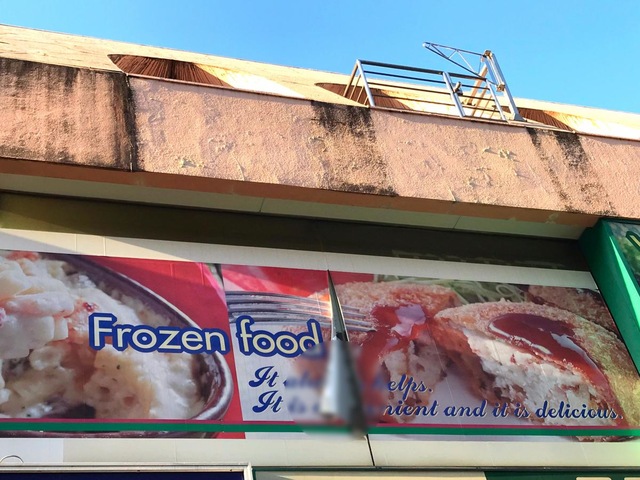 Frozen food
It helps.
It and it is delicious.